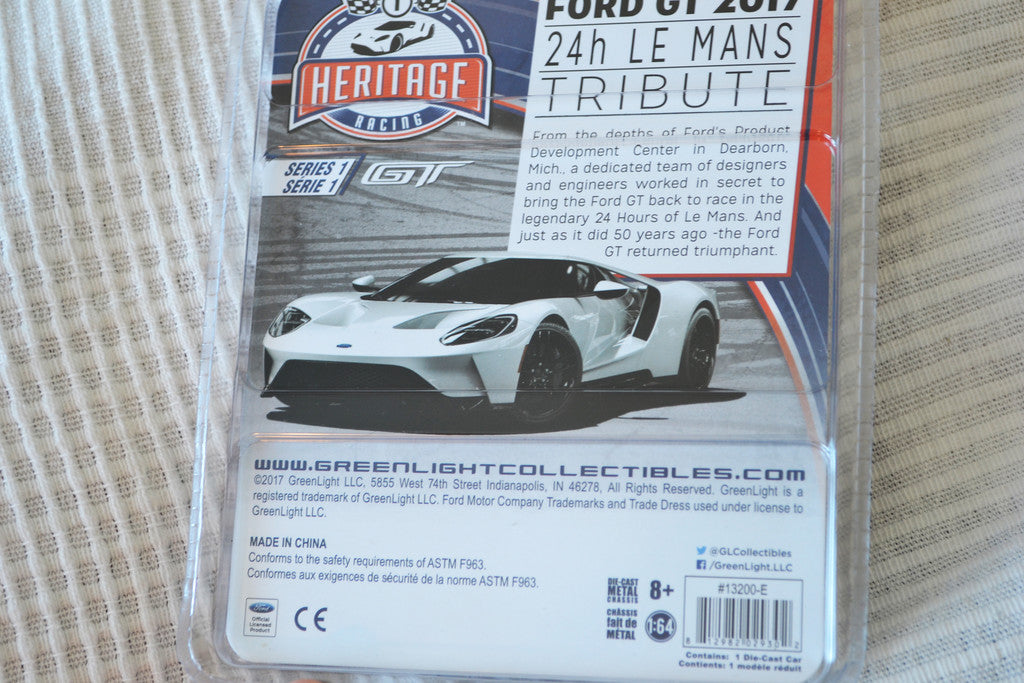 1
HERITAGE
RACING
FORD GT 2017
24h LE MANS
TRIBUTE
From the depths of Ford's Product
Development Center in Dearborn,
Mich., a dedicated team of designers
and engineers worked in secret to
bring the Ford GT back to race in the
legendary 24 Hours of Le Mans. And
just as it did 50 years ago -the Ford
GT returned triumphant.
SERIES 1
SERIE 1
GT
WWW.GREENLIGHTCOLLECTIBLES.COM
©2017 GreenLight LLC, 5855 West 74th Street Indianapolis, IN 46278, All Rights Reserved. GreenLight is a
registered trademark of GreenLight LLC. Ford Motor Company Trademarks and Trade Dress used under license to
GreenLight LLC.
MADE IN CHINA
Conforms to the safety requirements of ASTM F963.
Conformes aux exigences de sécurité de la norme ASTM F963.
Ford
Official
Licensed
Product
CE
@GLCollectibles
/GreenLight.LLC
DIE-CAST
METAL
CHASSIS
8+
CHÂSSIS
fait de
MÉTAL
1:64
#13200-E
8 12982 02930 2
Contains: 1 Die-Cast Car
Contients: 1 modèle réduit